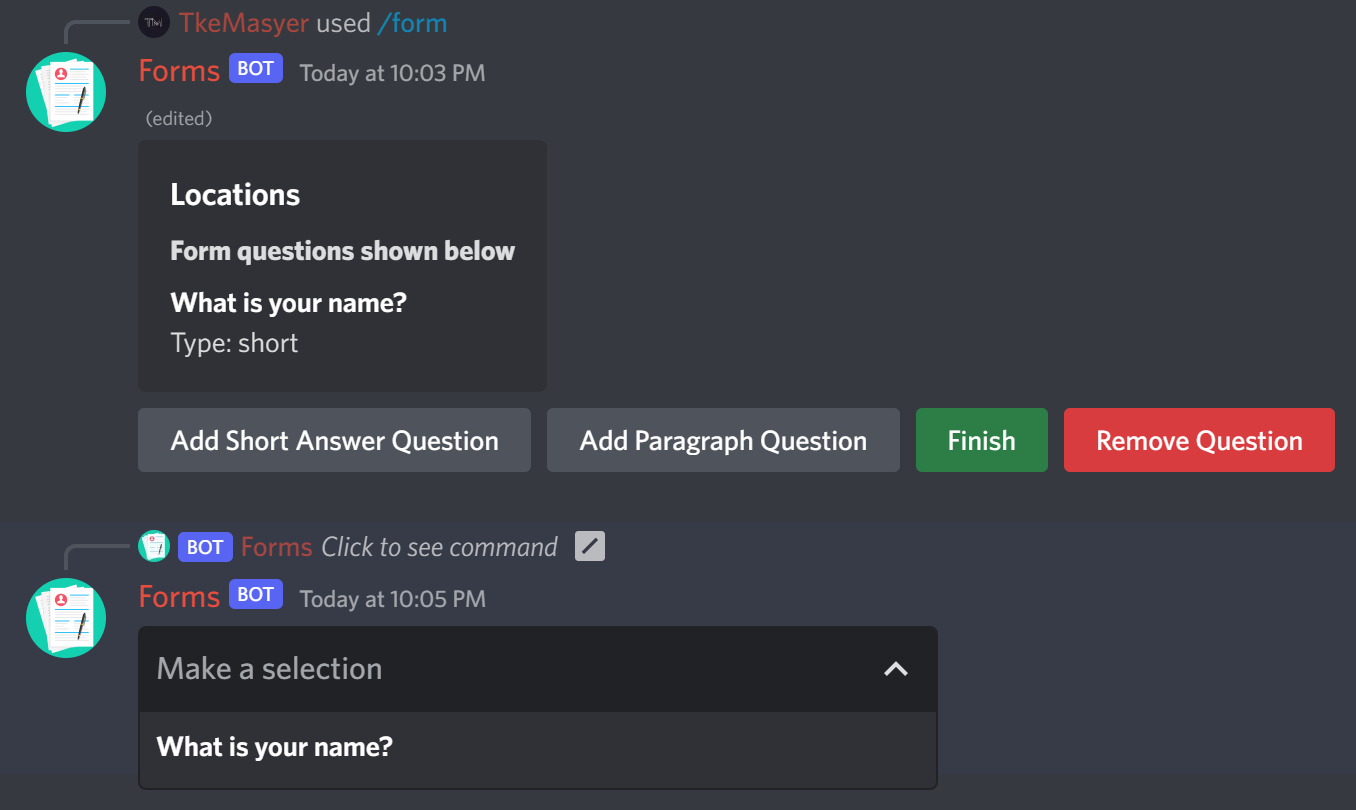 TM TkeMasyer used /form
Forms BOT Today at 10:03 PM
(edited)
Locations
Form questions shown below
What is your name?
Type: short
Add Short Answer Question Add Paragraph Question Finish Remove Question
BOT Forms Click to see command
Forms BOT Today at 10:05 PM
Make a selection
What is your name?